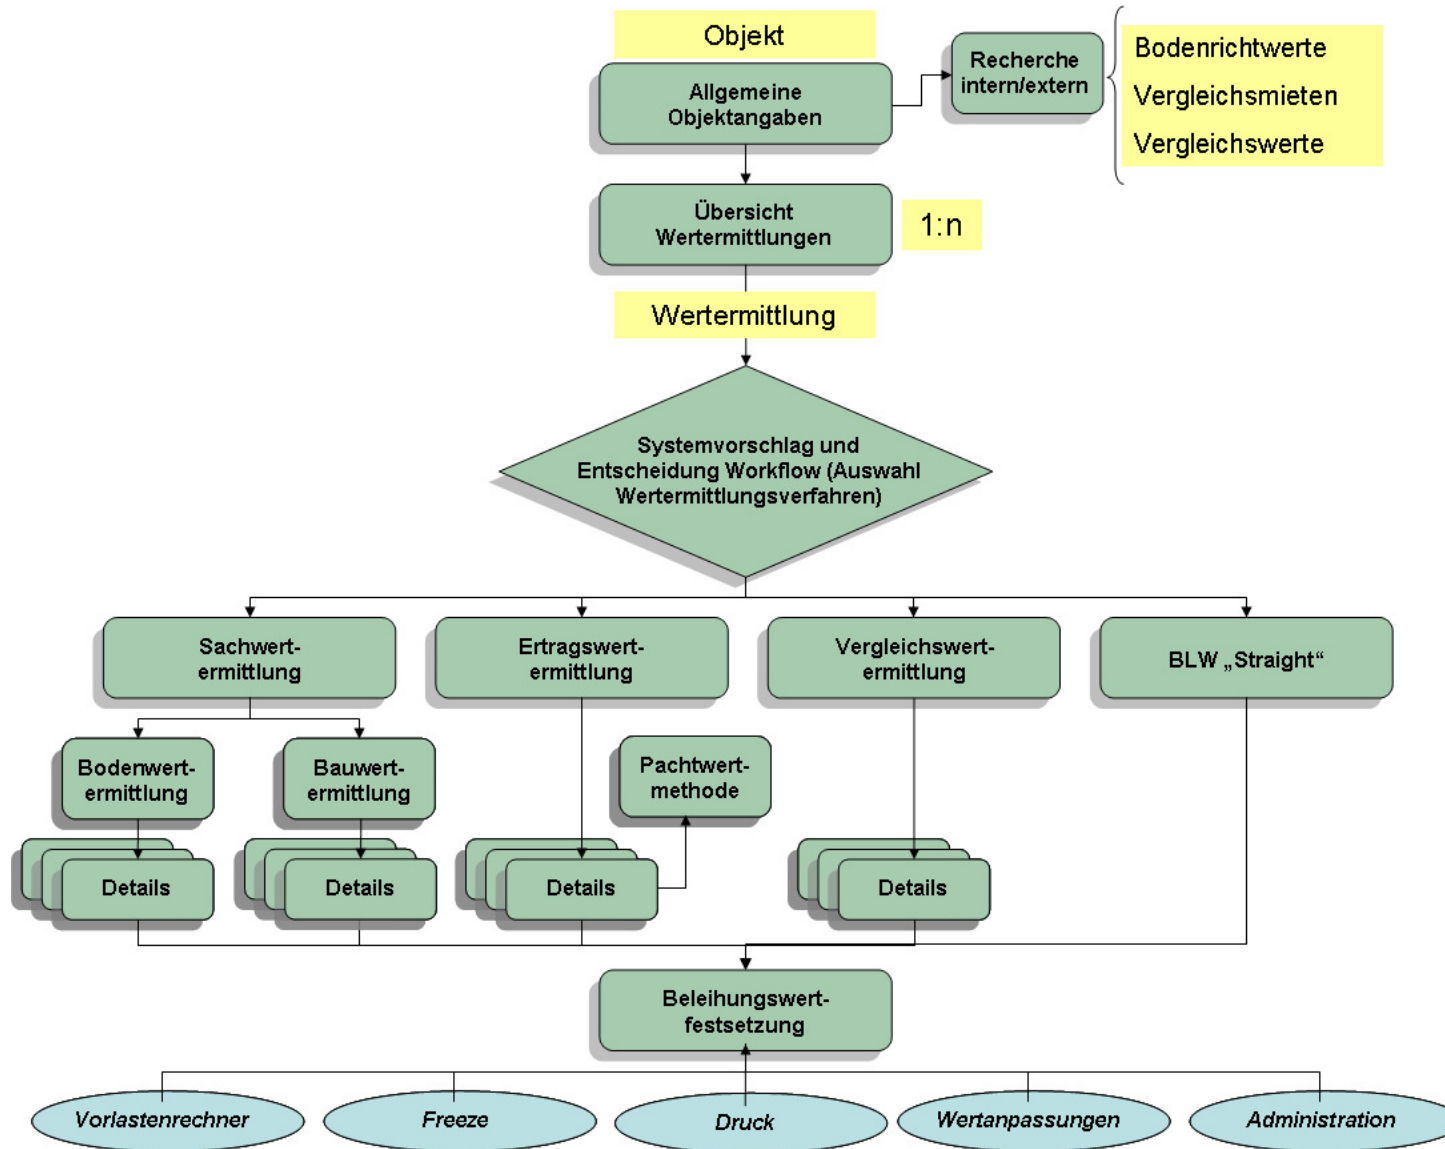 Objekt
Allgemeine
Objektangaben
Recherche
intern/extern
Bodenrichtwerte
Vergleichsmieten
Vergleichswerte
Übersicht
Wertermittlungen
1:n
Wertermittlung
Systemvorschlag und
Entscheidung Workflow (Auswahl
Wertermittlungsverfahren)
Sachwert-
ermittlung
Ertragswert-
ermittlung
Vergleichswert-
ermittlung
BLW „Straight“
Bodenwert-
ermittlung
Bauwert-
ermittlung
Pachtwert-
methode
Details
Details
Details
Details
Beleihungswert-
festsetzung
Vorlastenrechner
Freeze
Druck
Wertanpassungen
Administration